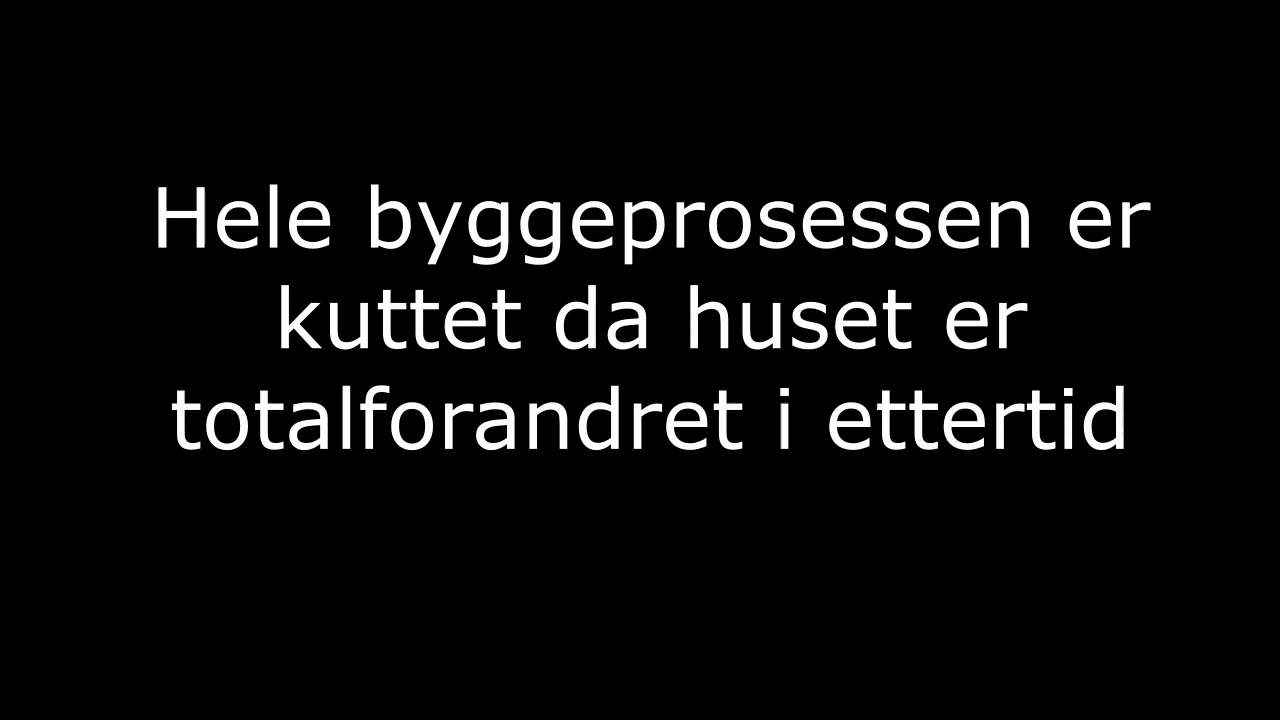 Hele byggeprosessen er
kuttet da huset er
totalforandret i ettertid